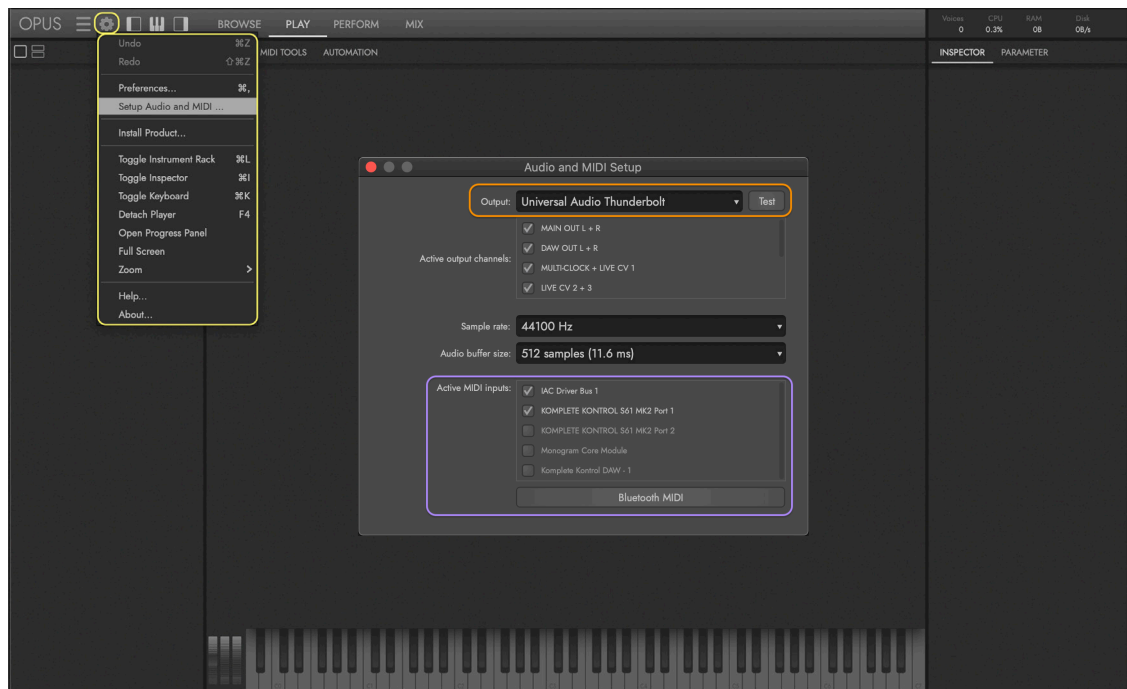 OPUS BROWSE PLAY PERFORM MIX
Voices CPU RAM Disk
0 0.3% 0B 0B/s
MIDI TOOLS AUTOMATION
INSPECTOR PARAMETER
Undo ⌘Z
Redo ⇧⌘Z
Preferences... ⌘,
Setup Audio and MIDI ...
Install Product...
Toggle Instrument Rack ⌘L
Toggle Inspector ⌘I
Toggle Keyboard ⌘K
Detach Player F4
Open Progress Panel
Full Screen
Zoom
Help...
About...
Audio and MIDI Setup
Output: Universal Audio Thunderbolt Test
Active output channels:
MAIN OUT L + R
DAW OUT L + R
MULTI-CLOCK + LIVE CV 1
LIVE CV 2 + 3
Sample rate: 44100 Hz
Audio buffer size: 512 samples (11.6 ms)
Active MIDI inputs:
IAC Driver Bus 1
KOMPLETE KONTROL S61 MK2 Port 1
KOMPLETE KONTROL S61 MK2 Port 2
Monogram Core Module
Komplete Kontrol DAW - 1
Bluetooth MIDI